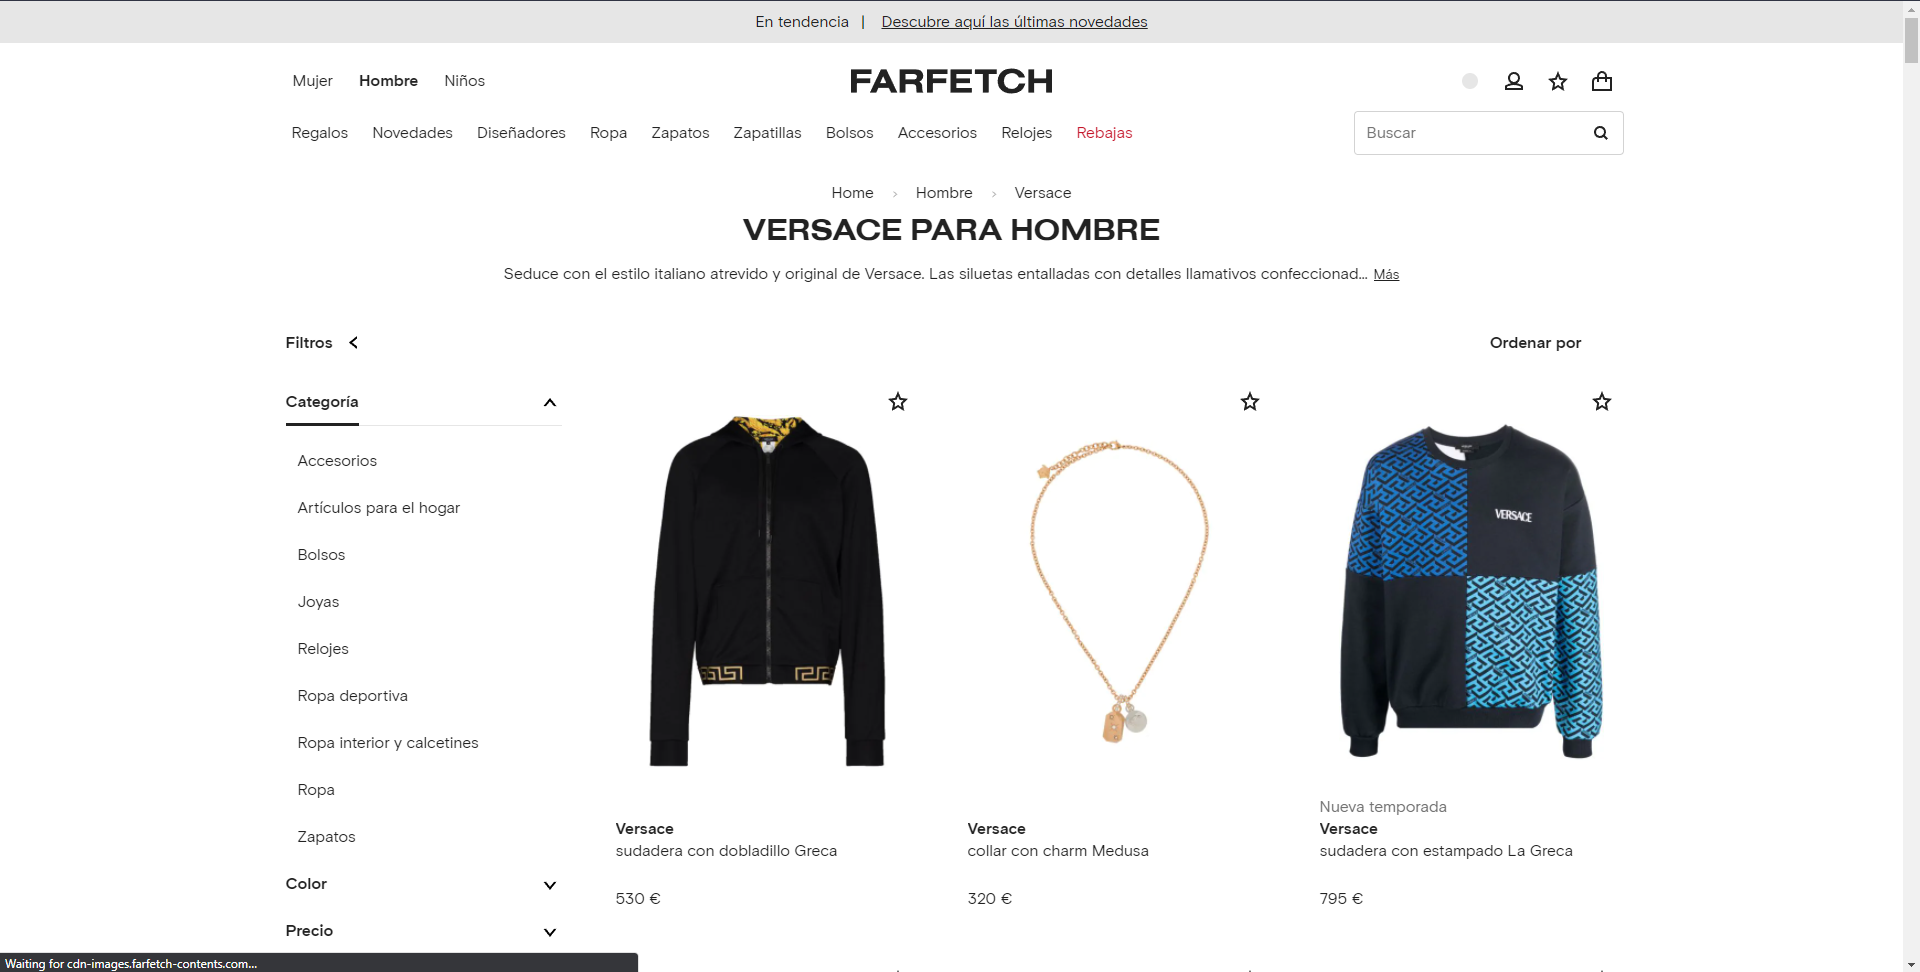 En tendencia | Descubre aquí las últimas novedades
Mujer Hombre Niños
FARFETCH
Regalos Novedades Diseñadores Ropa Zapatos Zapatillas Bolsos Accesorios Relojes Rebajas
Buscar
Home › Hombre › Versace
VERSACE PARA HOMBRE
Seduce con el estilo italiano atrevido y original de Versace. Las siluetas entalladas con detalles llamativos confeccionad... Más
Filtros
Ordenar por
Categoría
Accesorios
Artículos para el hogar
Bolsos
Joyas
Relojes
Ropa deportiva
Ropa interior y calcetines
Ropa
Zapatos
Color
Precio
Versace
sudadera con dobladillo Greca
530 €
Versace
collar con charm Medusa
320 €
VERSACE
Nueva temporada
Versace
sudadera con estampado La Greca
795 €
Waiting for cdn-images.farfetch-contents.com...